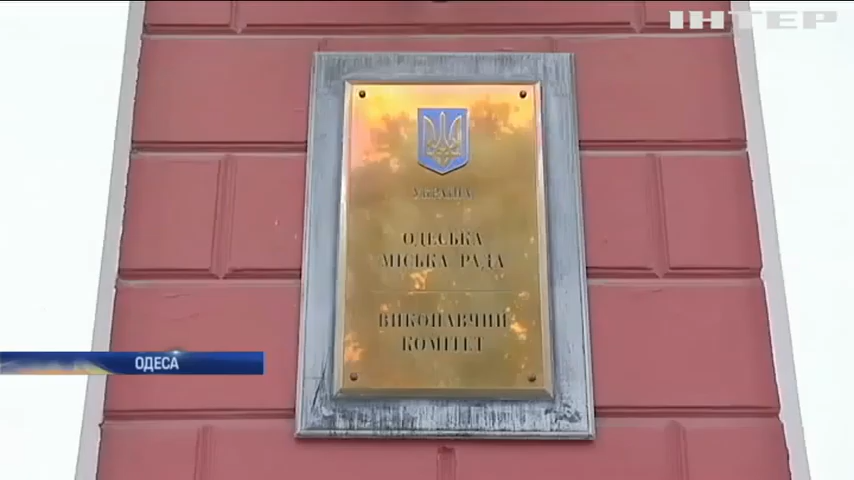 ІНТЕР
УКРАЇНА
ОДЕСЬКА
МІСЬКА РАДА
ВИКОНАВЧИЙ
КОМІТЕТ
ОДЕСА